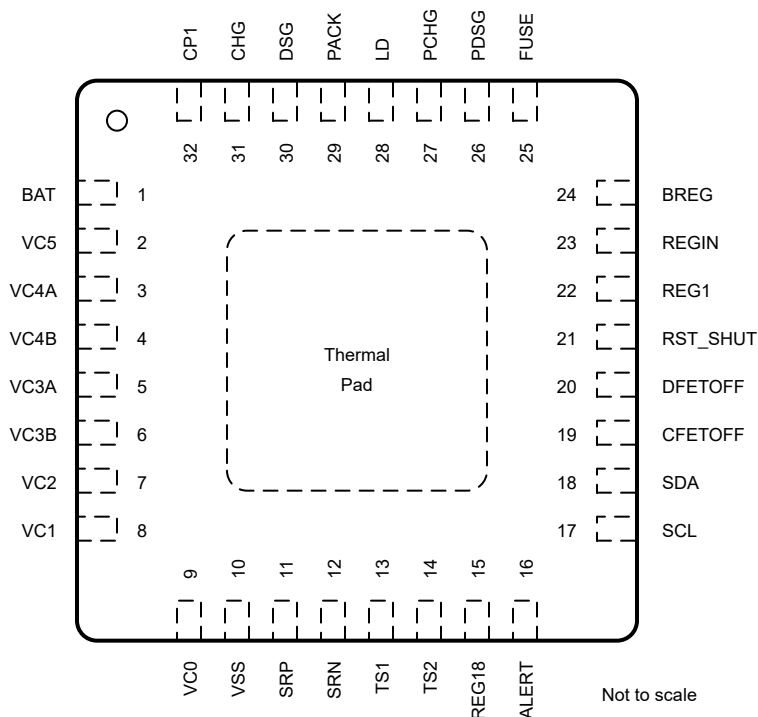 CP1
CHG
DSG
PACK
LD
PCHG
PDSG
FUSE
32
31
30
29
28
27
26
25
BAT 1
VC5 2
VC4A 3
VC4B 4
VC3A 5
VC3B 6
VC2 7
VC1 8
Thermal
Pad
24 BREG
23 REGIN
22 REG1
21 RST_SHUT
20 DFETOFF
19 CFETOFF
18 SDA
17 SCL
9
10
11
12
13
14
15
16
VC0
VSS
SRP
SRN
TS1
TS2
REG18
ALERT
Not to scale